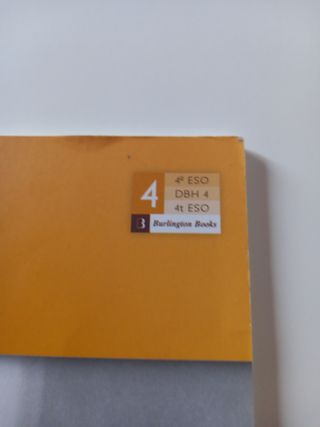 4
4º ESO
DBH 4
4t ESO
B Burlington Books